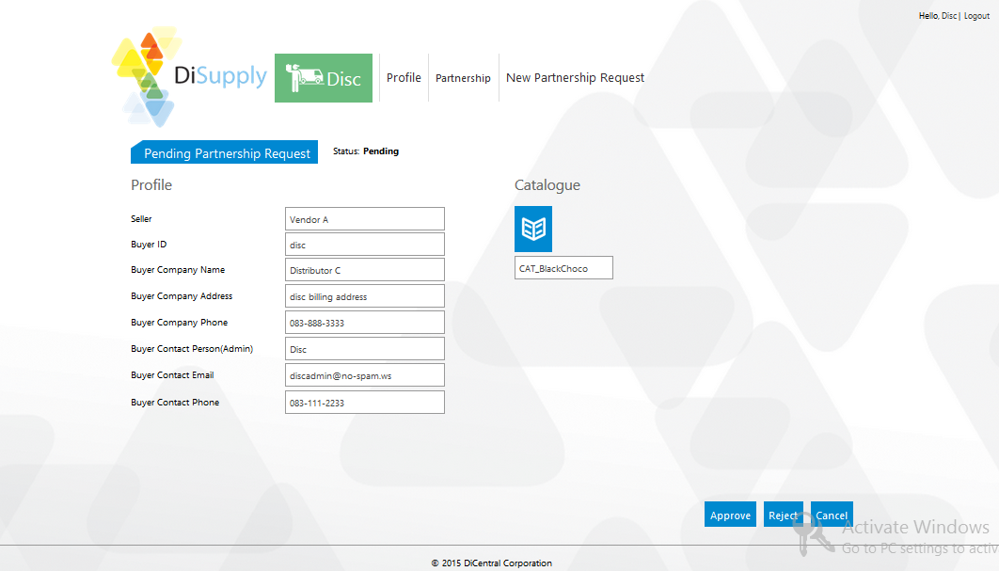 Hello, Disc | Logout
DiSupply
Disc
Profile
Partnership
New Partnership Request
Pending Partnership Request
Status: Pending
Profile
Seller
Vendor A
Buyer ID
disc
Buyer Company Name
Distributor C
Buyer Company Address
disc billing address
Buyer Company Phone
083-888-3333
Buyer Contact Person(Admin)
Disc
Buyer Contact Email
discadmin@no-spam.ws
Buyer Contact Phone
083-111-2233
Catalogue
CAT_BlackChoco
Approve
Reject
Cancel
Activate Windows
Go to PC settings to activ
© 2015 DiCentral Corporation